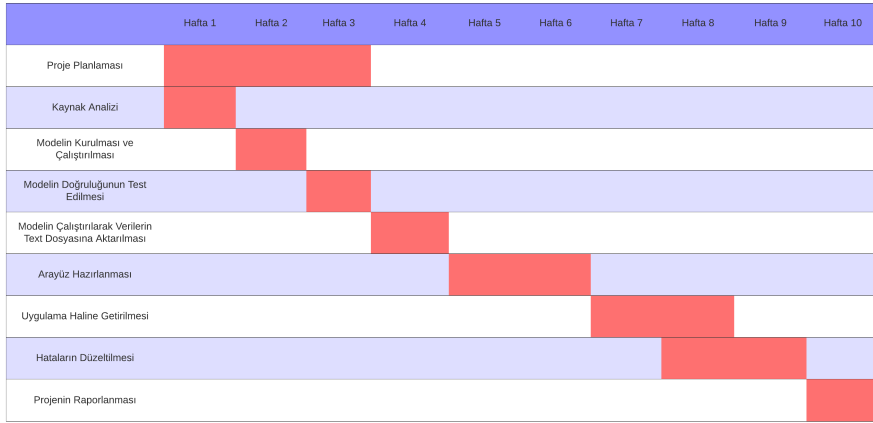 Hafta 1 Hafta 2 Hafta 3 Hafta 4 Hafta 5 Hafta 6 Hafta 7 Hafta 8 Hafta 9 Hafta 10
Proje Planlaması
Kaynak Analizi
Modelin Kurulması ve
Çalıştırılması
Modelin Doğruluğunun Test
Edilmesi
Modelin Çalıştırılarak Verilerin
Text Dosyasına Aktarılması
Arayüz Hazırlanması
Uygulama Haline Getirilmesi
Hataların Düzeltilmesi
Projenin Raporlanması